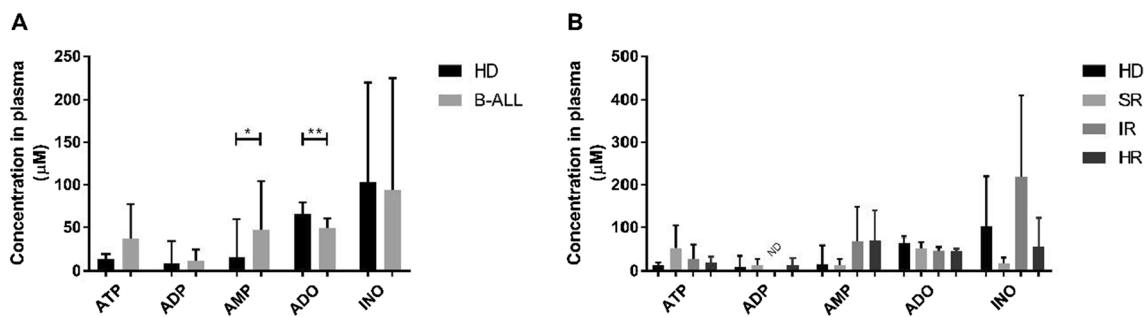 A
Concentration in plasma
(μM)
250
200
150
100
50
0
*
**
ATP
ADP
AMP
ADO
INO
HD
B-ALL
B
Concentration in plasma
(μM)
500
400
300
200
100
0
ND
ATP
ADP
AMP
ADO
INO
HD
SR
IR
HR